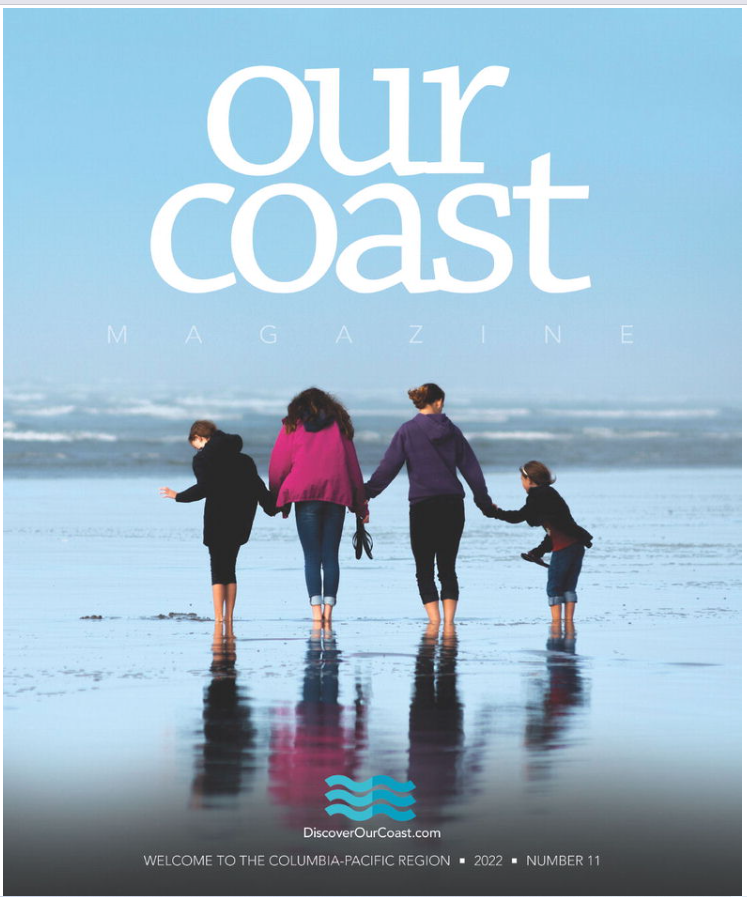 our
coast
MAGAZINE
DiscoverOurCoast.com
WELCOME TO THE COLUMBIA-PACIFIC REGION ▪ 2022 ▪ NUMBER 11